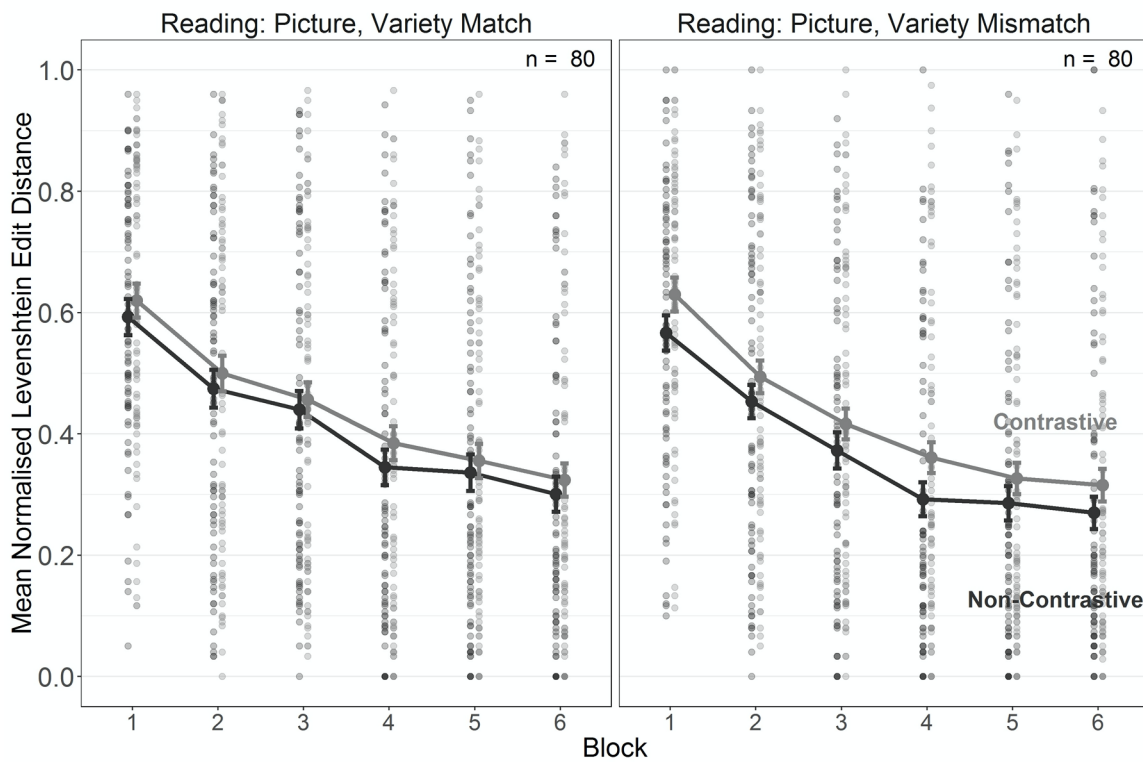 Reading: Picture, Variety Match
Reading: Picture, Variety Mismatch
n = 80
n = 80
Mean Normalised Levenshtein Edit Distance
1.0
0.8
0.6
0.4
0.2
0.0
Contrastive
Non-Contrastive
1 2 3 4 5 6
1 2 3 4 5 6
Block